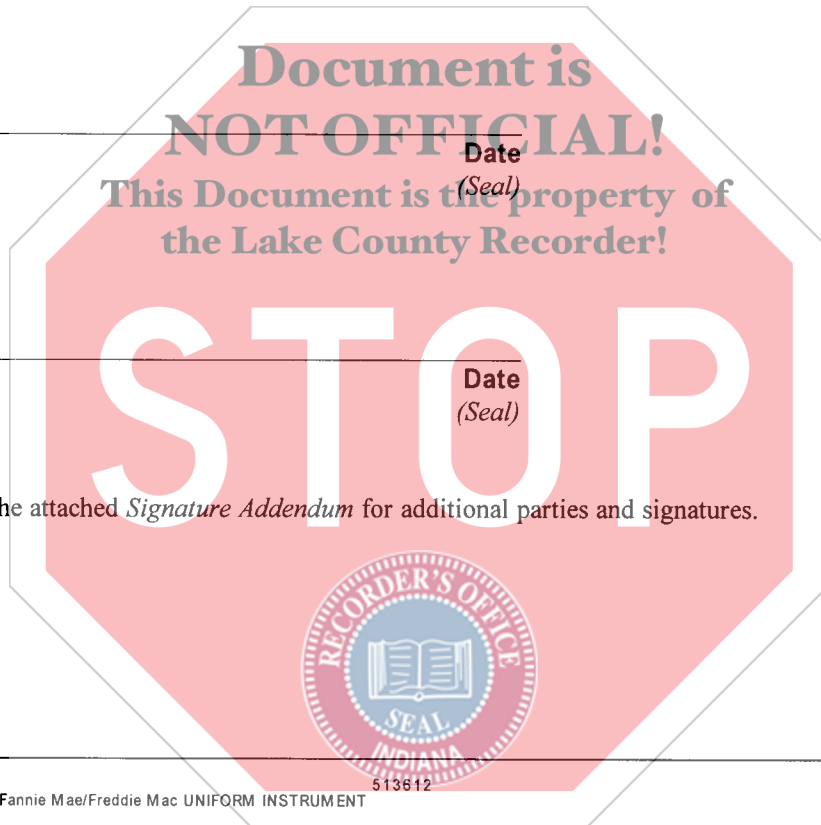 Document is
NOT OFFICIAL!
Date
This Document is the property of
(Seal)
the Lake County Recorder!
STOP
Date
(Seal)
he attached Signature Addendum for additional parties and signatures.
RECORDER'S OFFICE
SEAL
INDIANA
513612
Fannie Mae/Freddie Mac UNIFORM INSTRUMENT